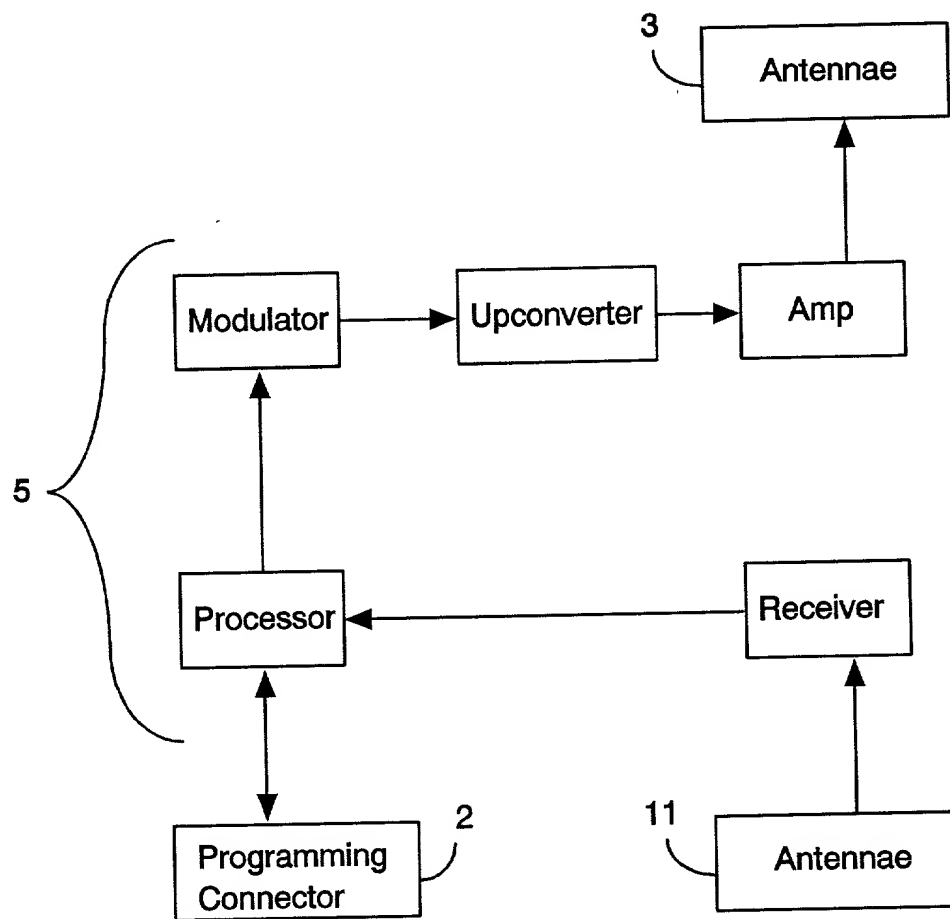 3
Antennae
Modulator
Upconverter
Amp
5
Processor
Receiver
2
11
Programming
Connector
Antennae